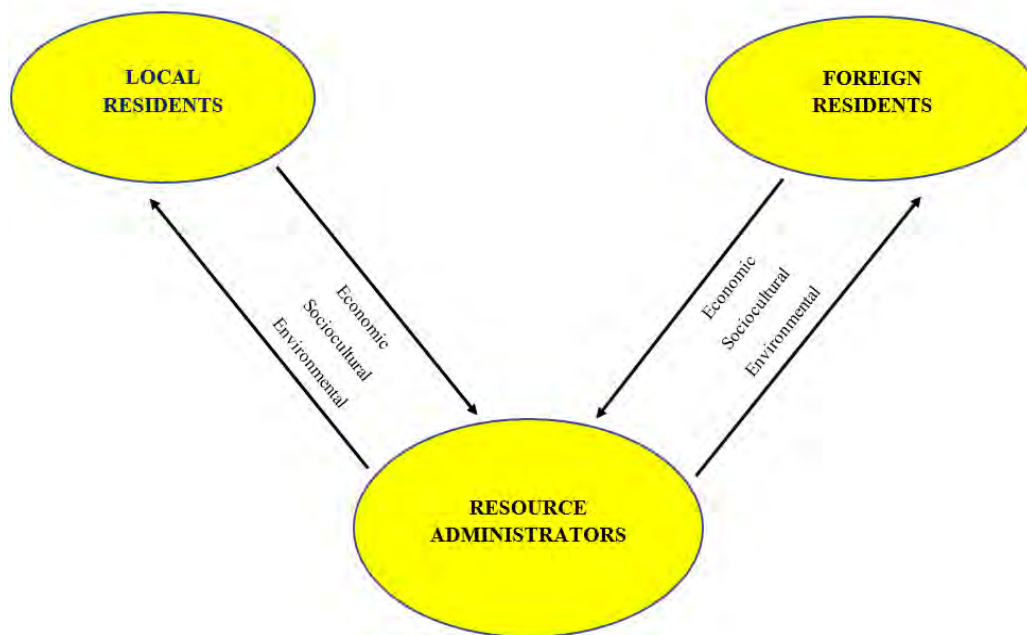 LOCAL
RESIDENTS
FOREIGN
RESIDENTS
Economic
Sociocultural
Environmental
Economic
Sociocultural
Environmental
RESOURCE
ADMINISTRATORS